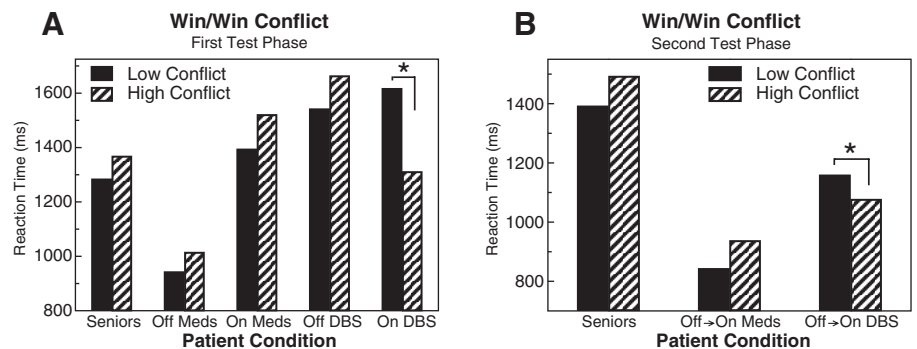 A
Win/Win Conflict
First Test Phase
Low Conflict
High Conflict
*
Reaction Time (ms)
1600
1400
1200
1000
800
Seniors Off Meds On Meds Off DBS On DBS
Patient Condition
B
Win/Win Conflict
Second Test Phase
Low Conflict
High Conflict
*
Reaction Time (ms)
1400
1200
1000
800
Seniors Off→On Meds Off→On DBS
Patient Condition